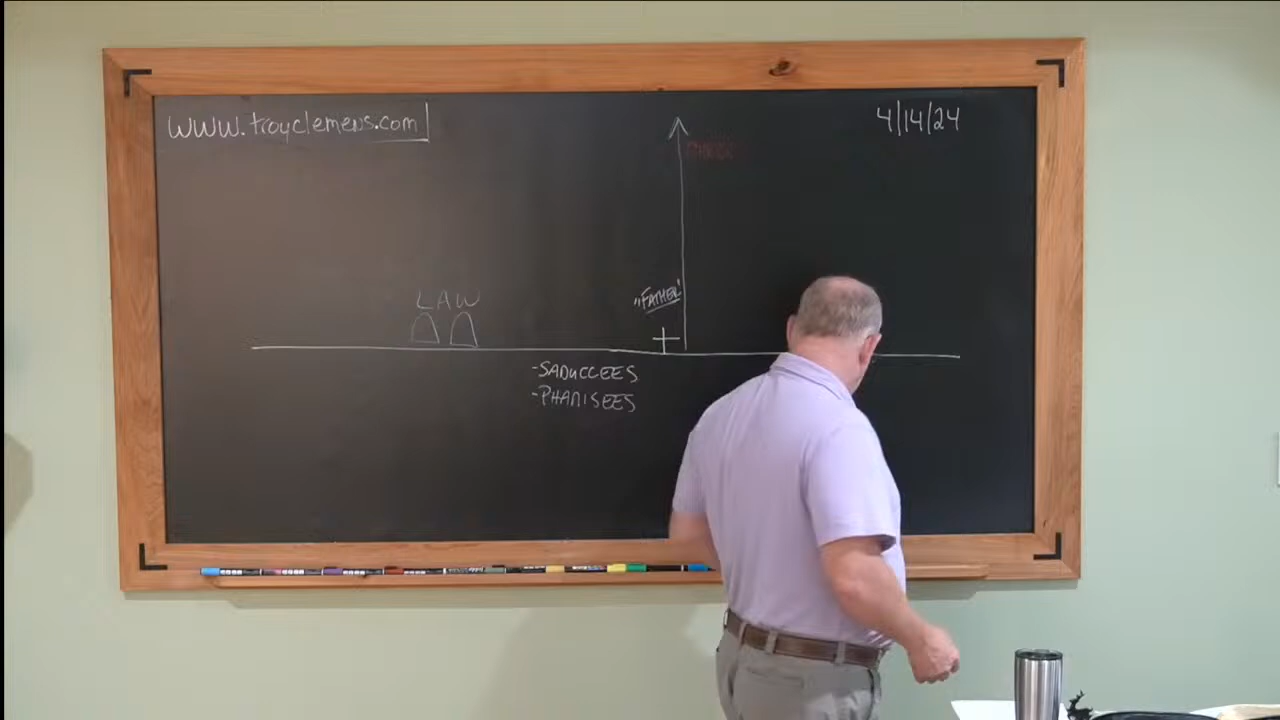 www.troyclemens.com
4/14/24
"FATHER"
LAW
-SADUCCEES
-PHARISEES